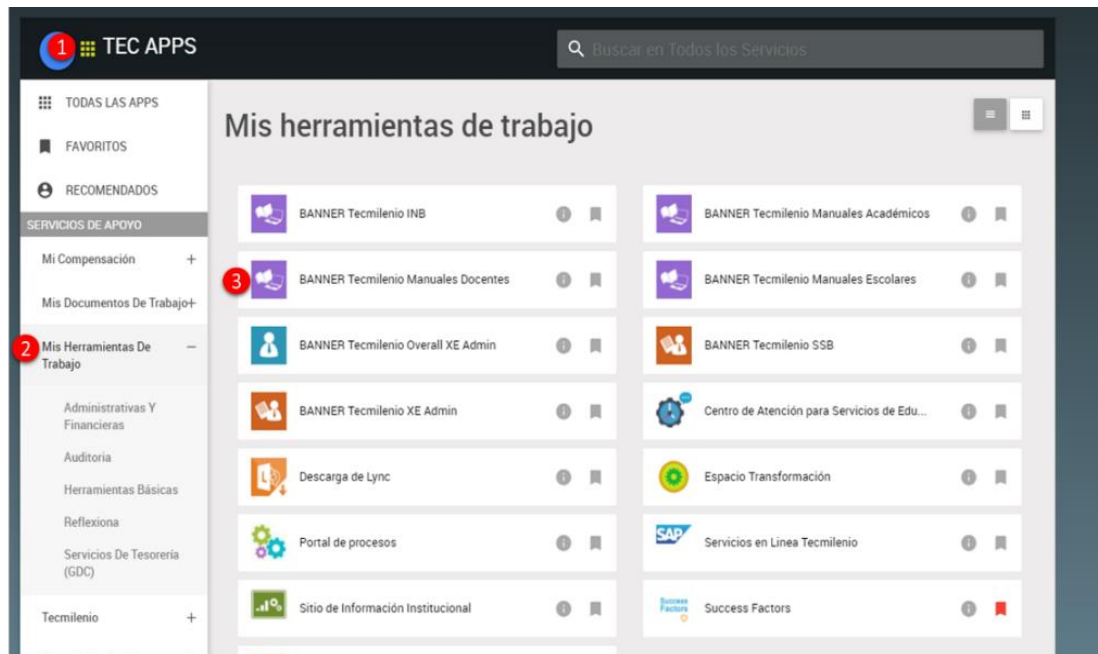 1 TEC APPS
Buscar en Todos los Servicios
TODAS LAS APPS
FAVORITOS
RECOMENDADOS
SERVICIOS DE APOYO
Mi Compensación +
Mis Documentos De Trabajo+
2 Mis Herramientas De –
Trabajo
Administrativas Y
Financieras
Auditoria
Herramientas Básicas
Reflexiona
Servicios De Tesorería
(GDC)
Tecmilenio +
Mis herramientas de trabajo
BANNER Tecmilenio INB
BANNER Tecmilenio Manuales Académicos
3 BANNER Tecmilenio Manuales Docentes
BANNER Tecmilenio Manuales Escolares
BANNER Tecmilenio Overall XE Admin
BANNER Tecmilenio SSB
BANNER Tecmilenio XE Admin
Centro de Atención para Servicios de Edu...
Descarga de Lync
Espacio Transformación
Portal de procesos
SAP Servicios en Linea Tecmilenio
Sitio de Información Institucional
Success
Factors
Success Factors